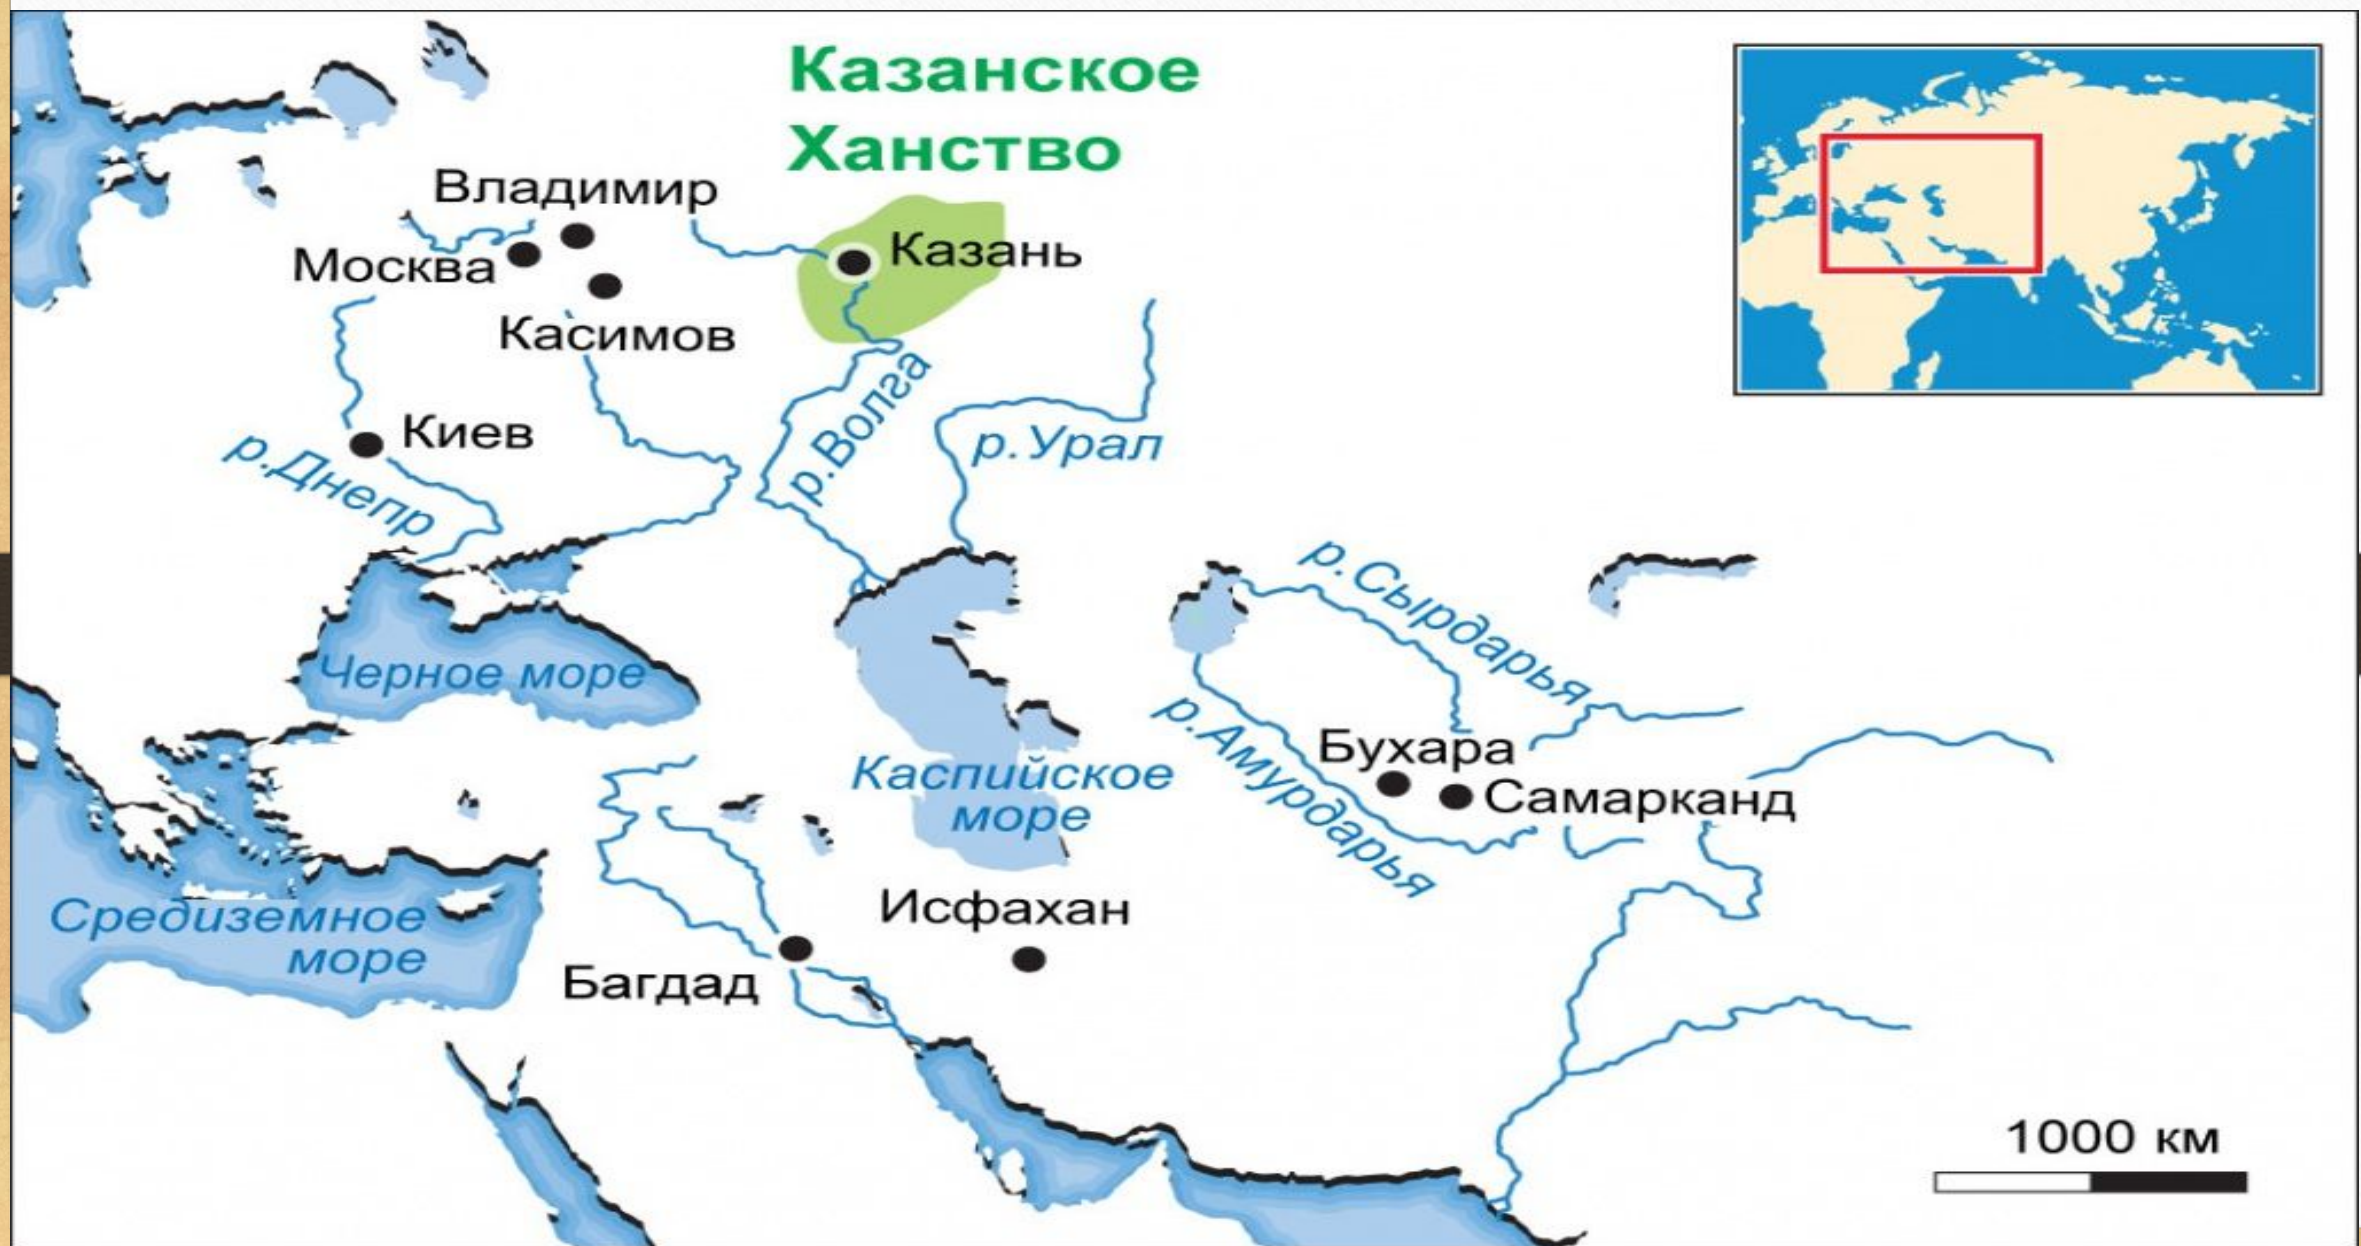 Казанское
Ханство
Владимир
Москва
Казань
Касимов
р.Волга
Киев
р.Урал
р.Днепр
р.Сырдарья
Черное море
р.Амурдарья
Бухара
Каспийское
море
Самарканд
Средиземное
море
Исфахан
Багдад
1000 км